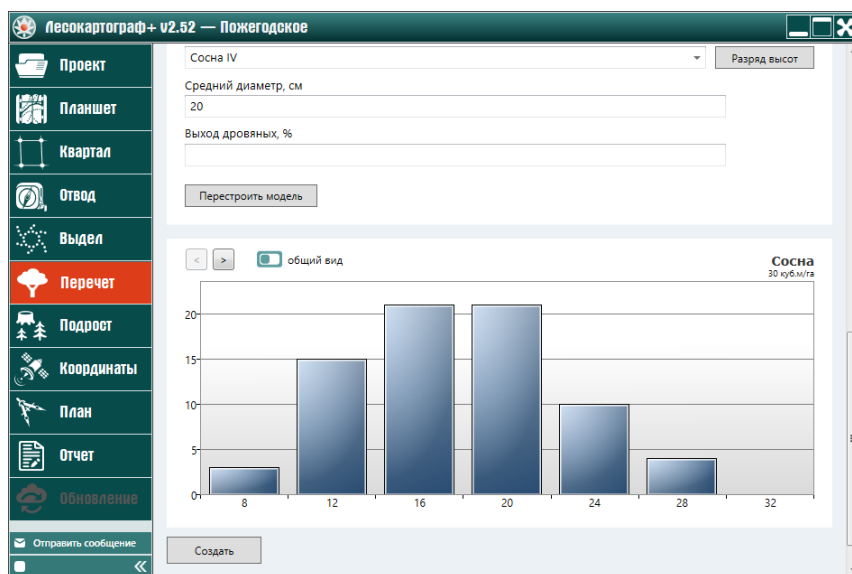 Лесокартограф+ v2.52 — Пожегодское
Проект
Планшет
Квартал
Отвод
Выдел
Перечет
Подрост
Координаты
План
Отчет
Обновление
Отправить сообщение
Сосна IV
Разряд высот
Средний диаметр, см
20
Выход дровяных, %
Перестроить модель
< >
общий вид
Сосна
30 куб.м/га
20
15
10
5
0
8 12 16 20 24 28 32
Создать